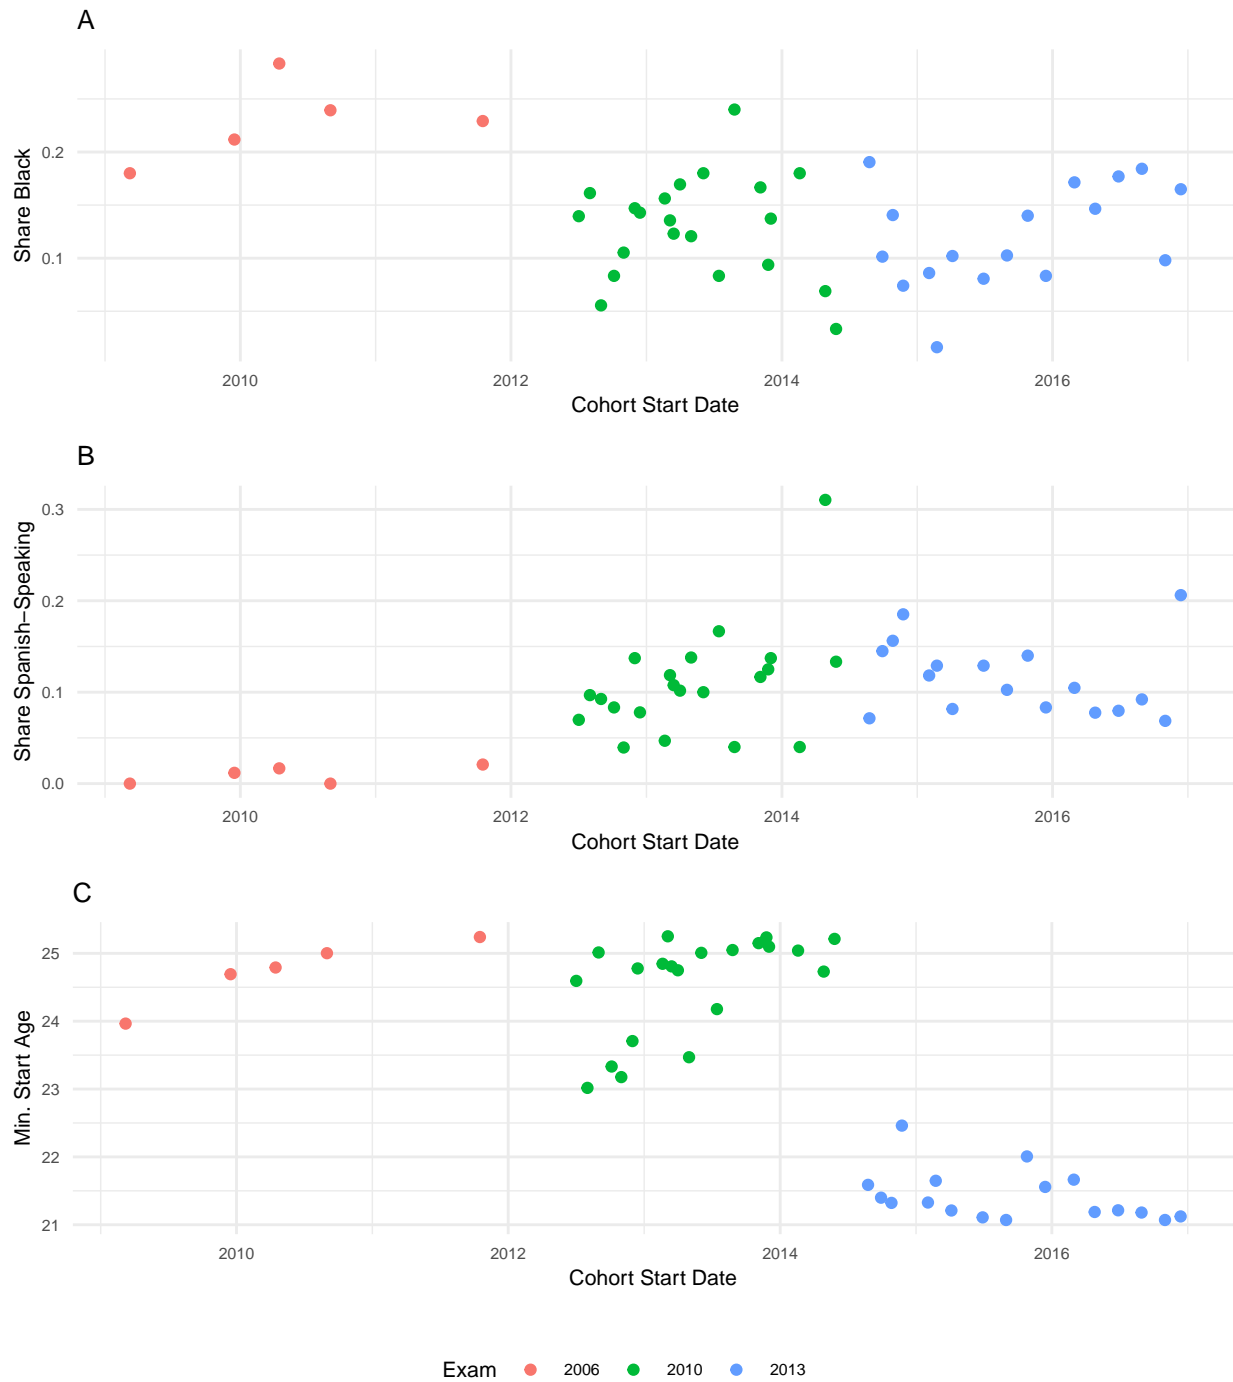 A
Share Black
0.2
0.1
2010 2012 2014 2016
Cohort Start Date
B
Share Spanish−Speaking
0.3
0.2
0.1
0.0
2010 2012 2014 2016
Cohort Start Date
C
Min. Start Age
25
24
23
22
21
2010 2012 2014 2016
Cohort Start Date
Exam 2006 2010 2013